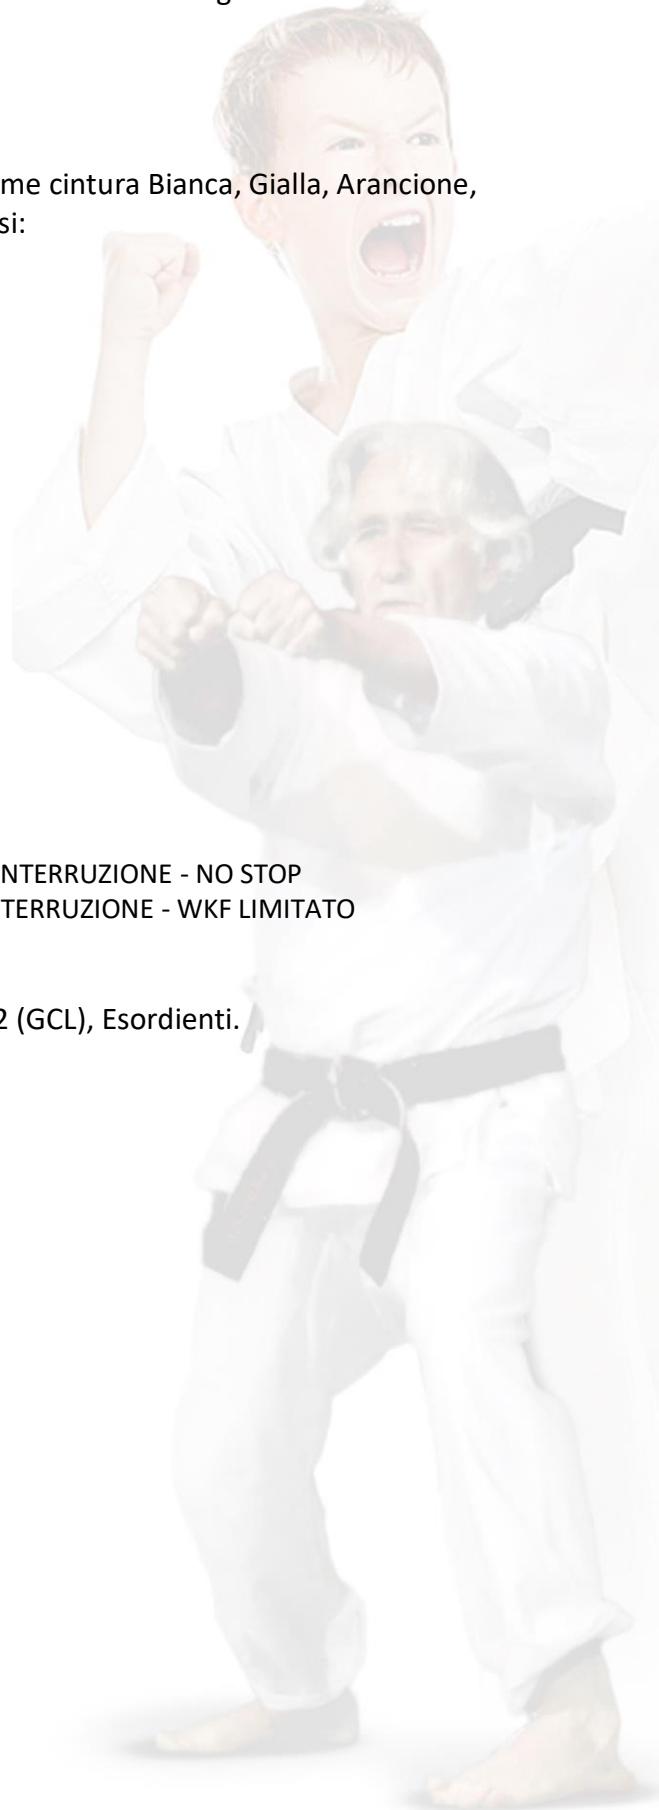 me cintura Bianca, Gialla, Arancione,
si:
NTERRUZIONE - NO STOP
TERRUZIONE - WKF LIMITATO
2 (GCL), Esordienti.